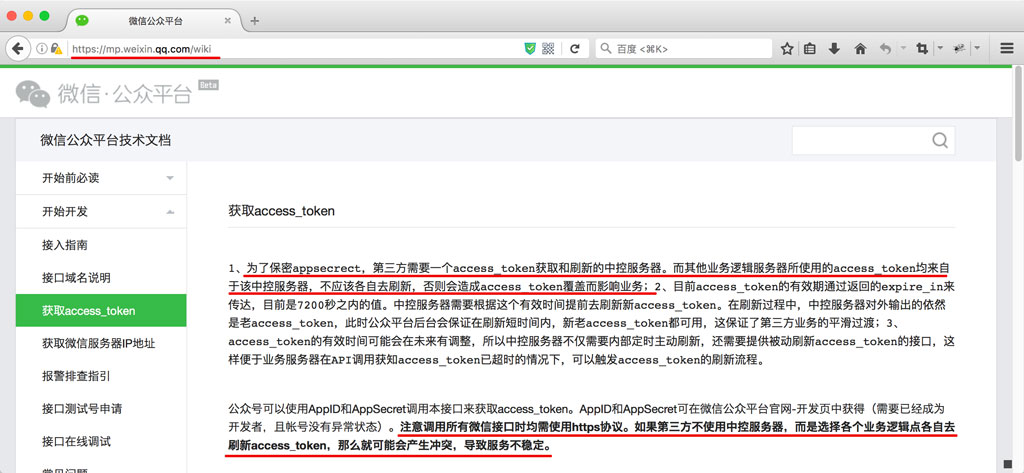 微信公众平台
https://mp.weixin.qq.com/wiki
百度 <⌘K>
微信·公众平台 Beta
微信公众平台技术文档
开始前必读
开始开发
接入指南
接口域名说明
获取access_token
获取微信服务器IP地址
报警排查指引
接口测试号申请
接口在线调试
常见问题
获取access_token
1、为了保密appsecrect，第三方需要一个access_token获取和刷新的中控服务器。而其他业务逻辑服务器所使用的access_token均来自
于该中控服务器，不应该各自去刷新，否则会造成access_token覆盖而影响业务；2、目前access_token的有效期通过返回的expire_in来
传达，目前是7200秒之内的值。中控服务器需要根据这个有效时间提前去刷新新access_token。在刷新过程中，中控服务器对外输出的依然
是老access_token，此时公众平台后台会保证在刷新短时间内，新老access_token都可用，这保证了第三方业务的平滑过渡；3、
access_token的有效时间可能会在未来有调整，所以中控服务器不仅需要内部定时主动刷新，还需要提供被动刷新access_token的接口，这
样便于业务服务器在API调用获知access_token已超时的情况下，可以触发access_token的刷新流程。
公众号可以使用AppID和AppSecret调用本接口来获取access_token。AppID和AppSecret可在微信公众平台官网-开发页中获得（需要已经成为
开发者，且帐号没有异常状态）。注意调用所有微信接口时均需使用https协议。如果第三方不使用中控服务器，而是选择各个业务逻辑点各自去
刷新access_token，那么就可能会产生冲突，导致服务不稳定。